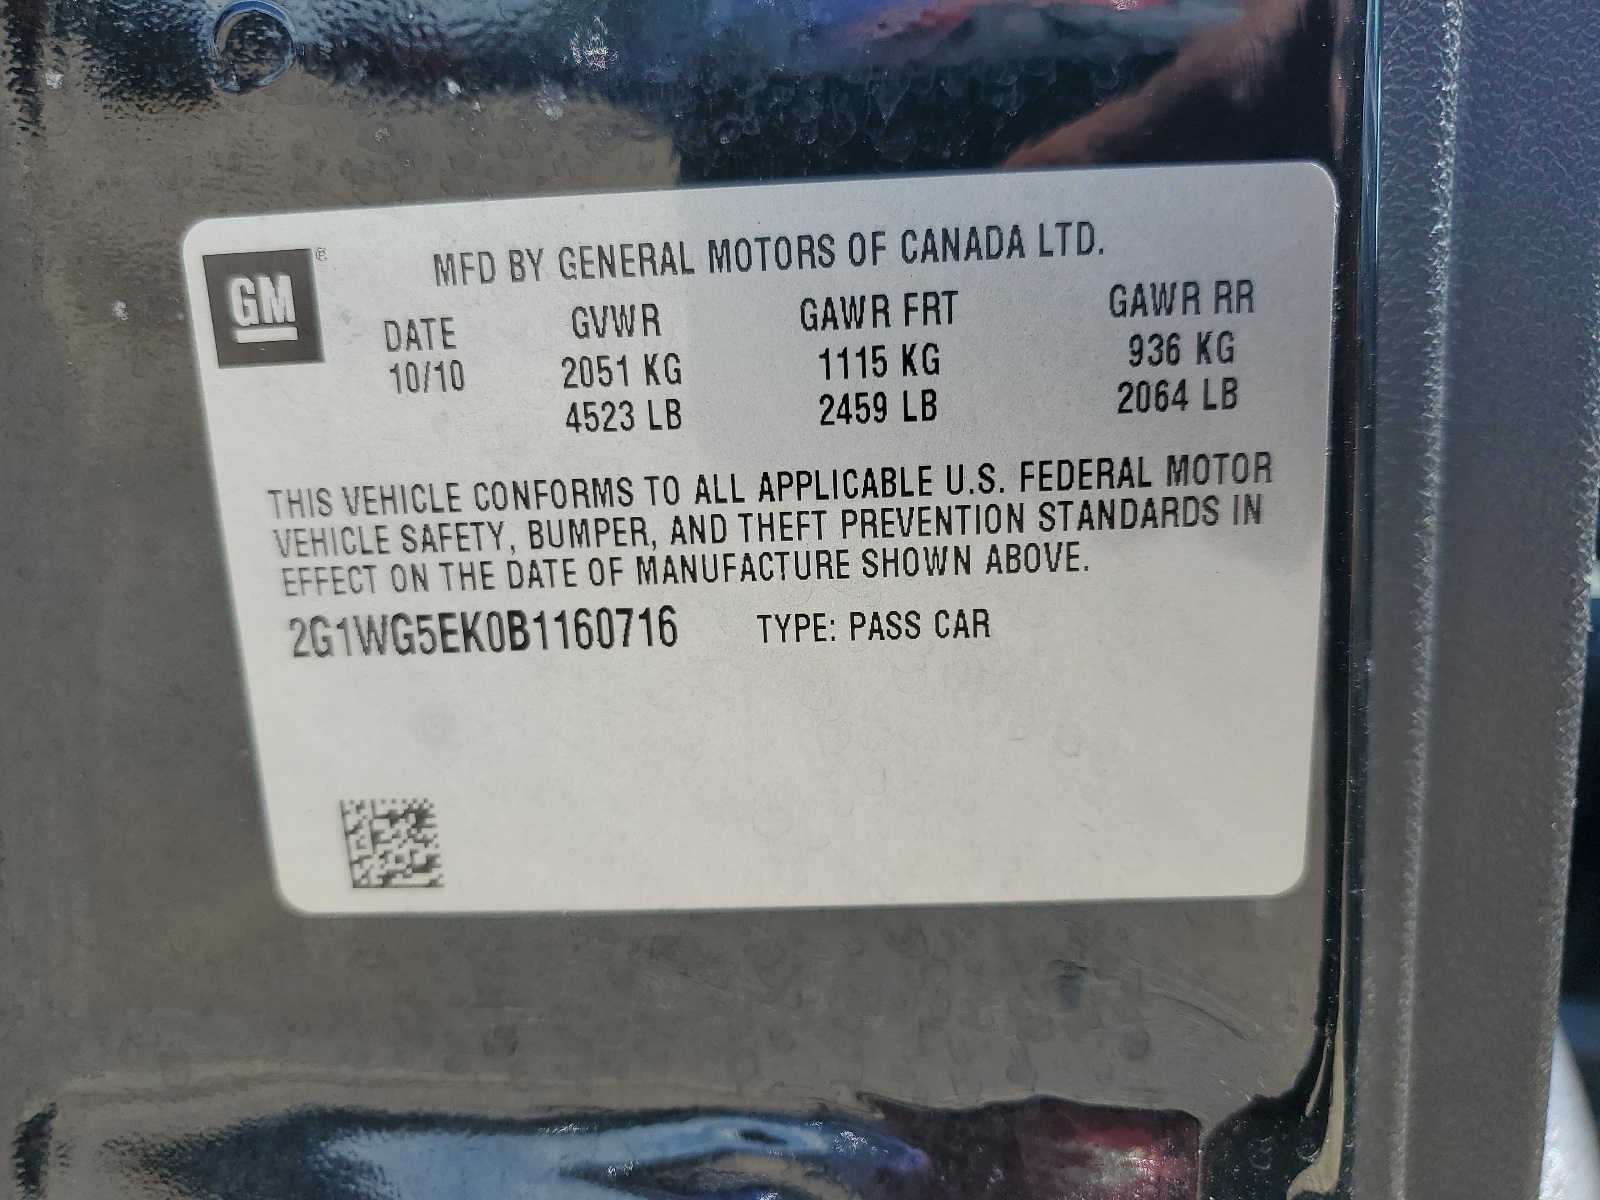 GM ®
MFD BY GENERAL MOTORS OF CANADA LTD.
DATE GVWR GAWR FRT GAWR RR
10/10 2051 KG 1115 KG 936 KG
4523 LB 2459 LB 2064 LB
THIS VEHICLE CONFORMS TO ALL APPLICABLE U.S. FEDERAL MOTOR
VEHICLE SAFETY, BUMPER, AND THEFT PREVENTION STANDARDS IN
EFFECT ON THE DATE OF MANUFACTURE SHOWN ABOVE.
2G1WG5EK0B1160716 TYPE: PASS CAR